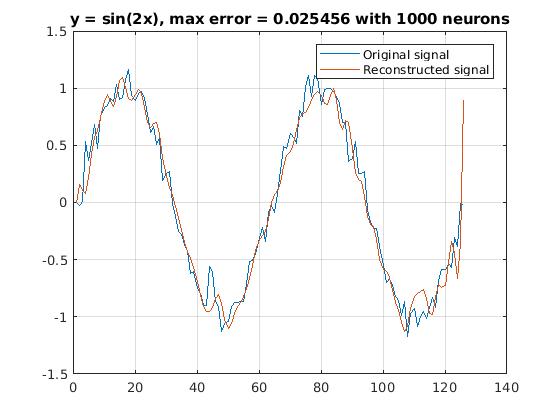 y = sin(2x), max error = 0.025456 with 1000 neurons
1.5
Original signal
Reconstructed signal
1
0.5
0
-0.5
-1
-1.5
0 20 40 60 80 100 120 140